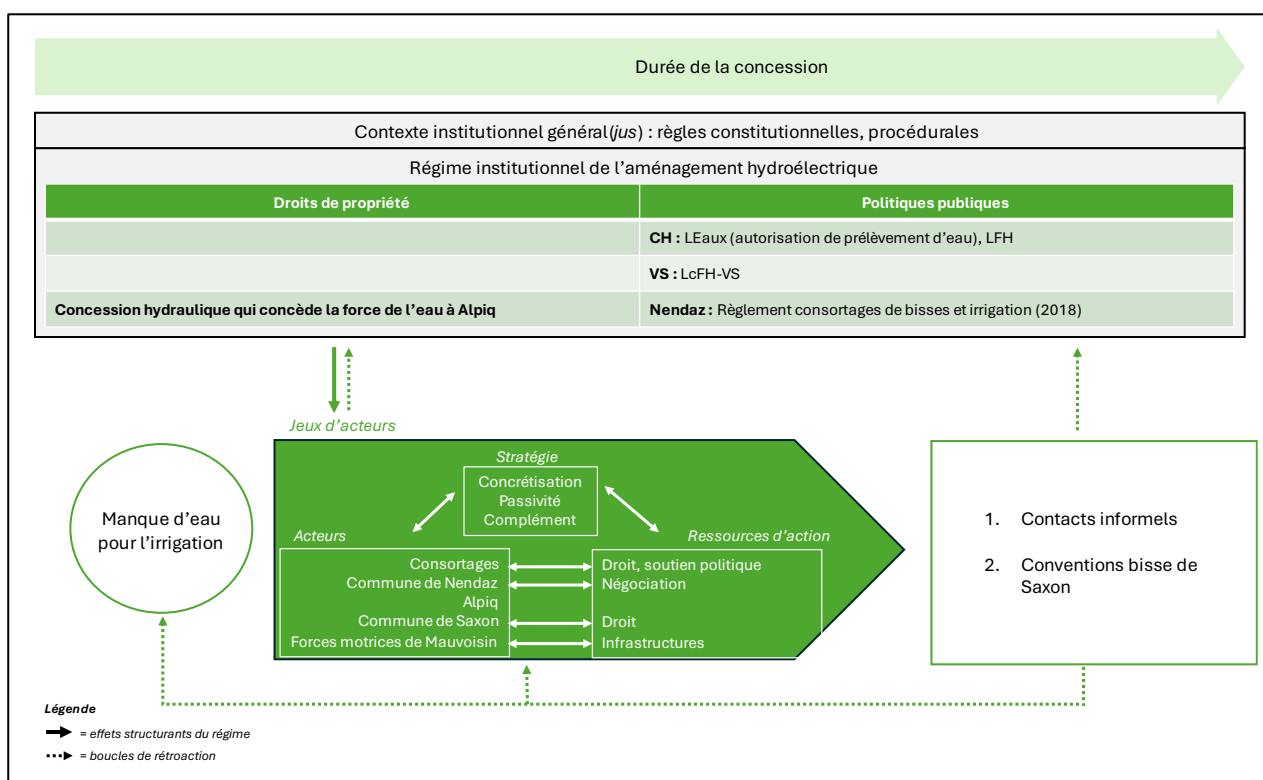 Durée de la concession
Contexte institutionnel général(jus) : règles constitutionnelles, procédurales
Régime institutionnel de l'aménagement hydroélectrique
Droits de propriété
Politiques publiques
CH : LEaux (autorisation de prélèvement d'eau), LFH
VS : LcFH-VS
Concession hydraulique qui concède la force de l'eau à Alpiq
Nendaz : Règlement consortages de bisses et irrigation (2018)
Jeux d'acteurs
Manque d'eau
pour l'irrigation
Stratégie
Concrétisation
Passivité
Complément
Acteurs
Consortages
Commune de Nendaz
Alpiq
Commune de Saxon
Forces motrices de Mauvoisin
Ressources d'action
Droit, soutien politique
Négociation
Droit
Infrastructures
1. Contacts informels
2. Conventions bisse de
Saxon
Légende
= effets structurants du régime
= boucles de rétroaction